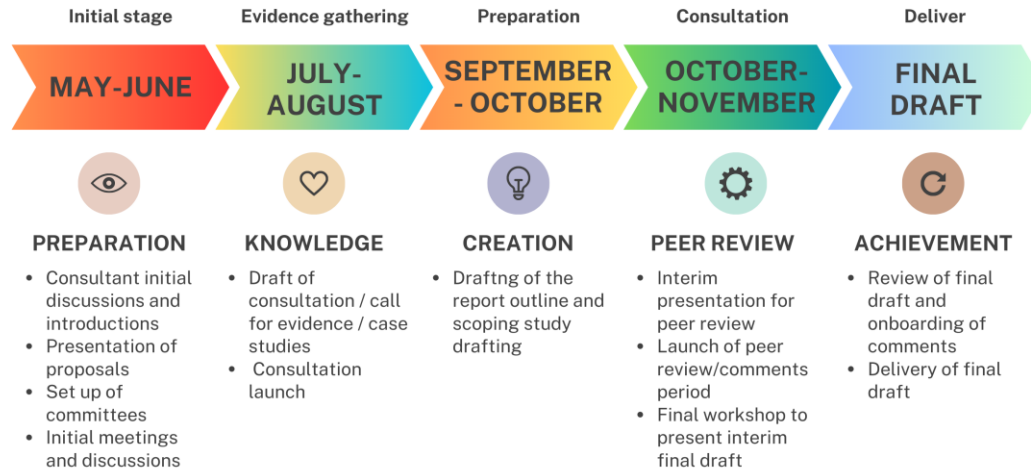 Initial stage
Evidence gathering
Preparation
Consultation
Deliver
MAY-JUNE
JULY-
AUGUST
SEPTEMBER
- OCTOBER
OCTOBER-
NOVEMBER
FINAL
DRAFT
PREPARATION
• Consultant initial
discussions and
introductions
• Presentation of
proposals
• Set up of
committees
• Initial meetings
and discussions
KNOWLEDGE
• Draft of
consultation / call
for evidence / case
studies
• Consultation
launch
CREATION
• Draftng of the
report outline and
scoping study
drafting
PEER REVIEW
• Interim
presentation for
peer review
• Launch of peer
review/comments
period
• Final workshop to
present interim
final draft
ACHIEVEMENT
• Review of final
draft and
onboarding of
comments
• Delivery of final
draft